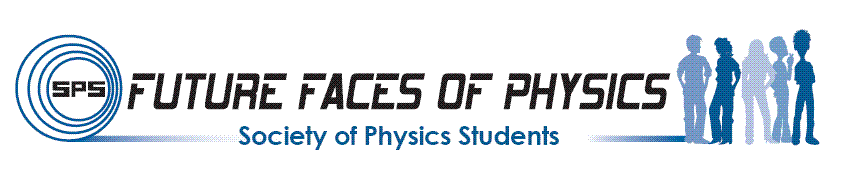 SPS FUTURE FACES OF PHYSICS
Society of Physics Students